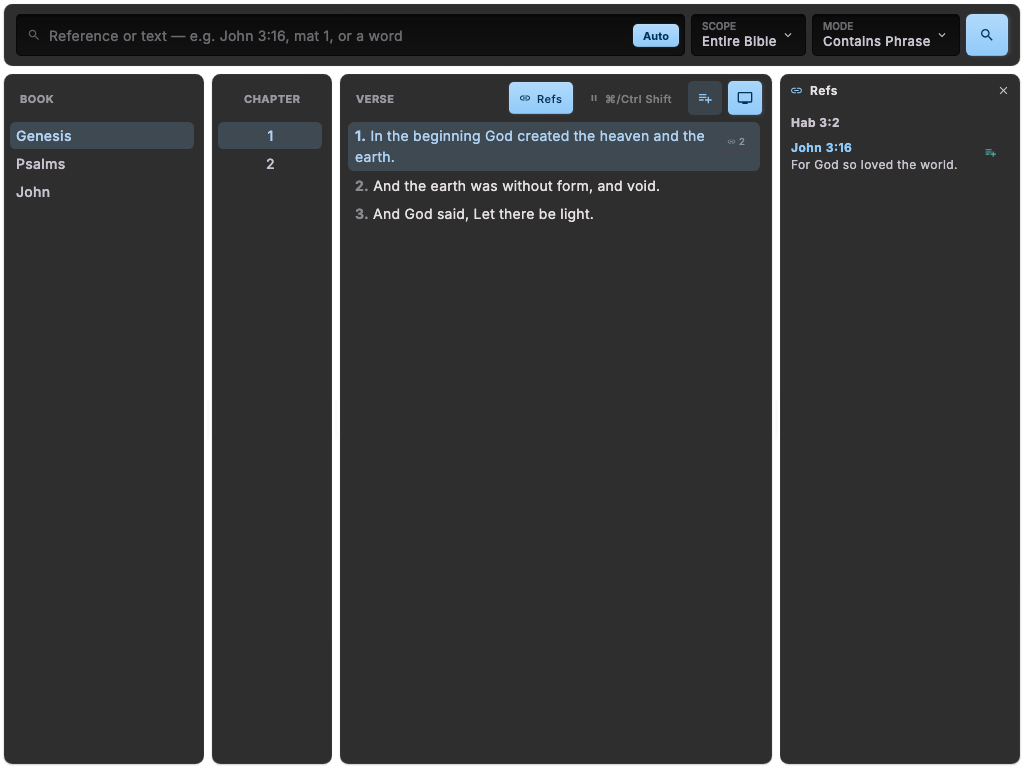 Reference or text — e.g. John 3:16, mat 1, or a word
Auto
SCOPE
Entire Bible
MODE
Contains Phrase
BOOK
Genesis
Psalms
John
CHAPTER
1
2
VERSE
Refs
⌘/Ctrl Shift
1. In the beginning God created the heaven and the
earth.
2
2. And the earth was without form, and void.
3. And God said, Let there be light.
Refs
Hab 3:2
John 3:16
For God so loved the world.